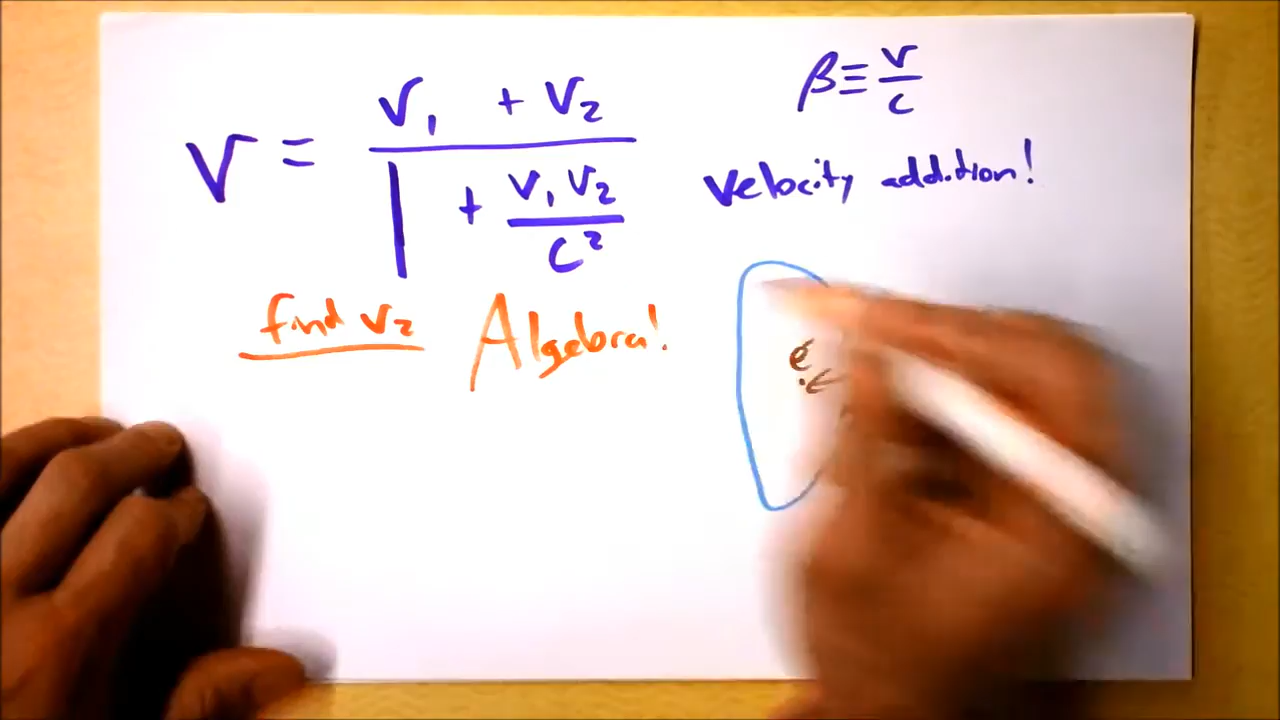 V = (V₁ + V₂) / (1 + V₁V₂/C²)
β ≡ V/C
Velocity addition!
find V₂ Algebra!
e